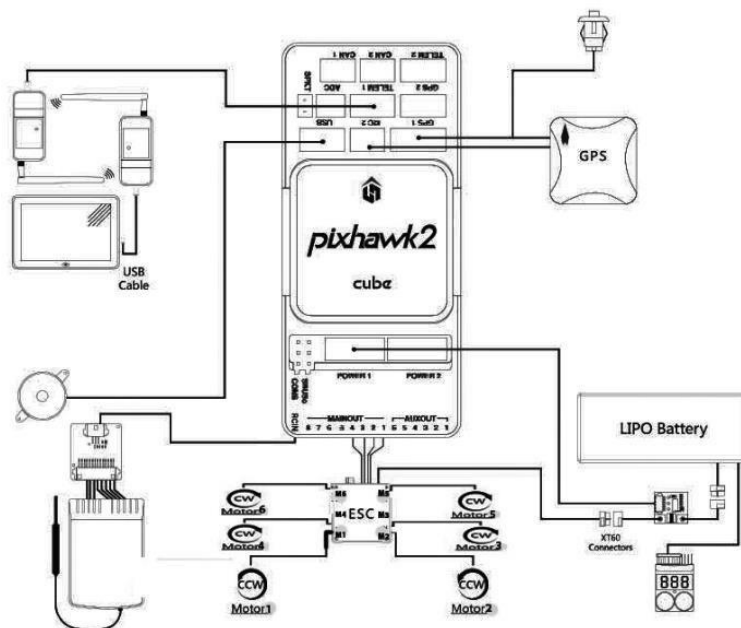 CAN 1 CAN 2 TELEM 2
SPKT ADC TELEM 1 GPS 2
USB I2C 2 GPS 1
GPS
pixhawk2
cube
USB
Cable
POWER 1 POWER 2
SBUSo
CONS
RCIN MAINOUT AUXOUT
8 7 6 5 4 3 2 1 6 5 4 3 2 1
LIPO Battery
XT60
Connectors
888
ESC
M6 M5
M4 M3
M1 M2
CW
Motor6
CW
Motor5
CW
Motor4
CW
Motor3
CCW
Motor1
CCW
Motor2